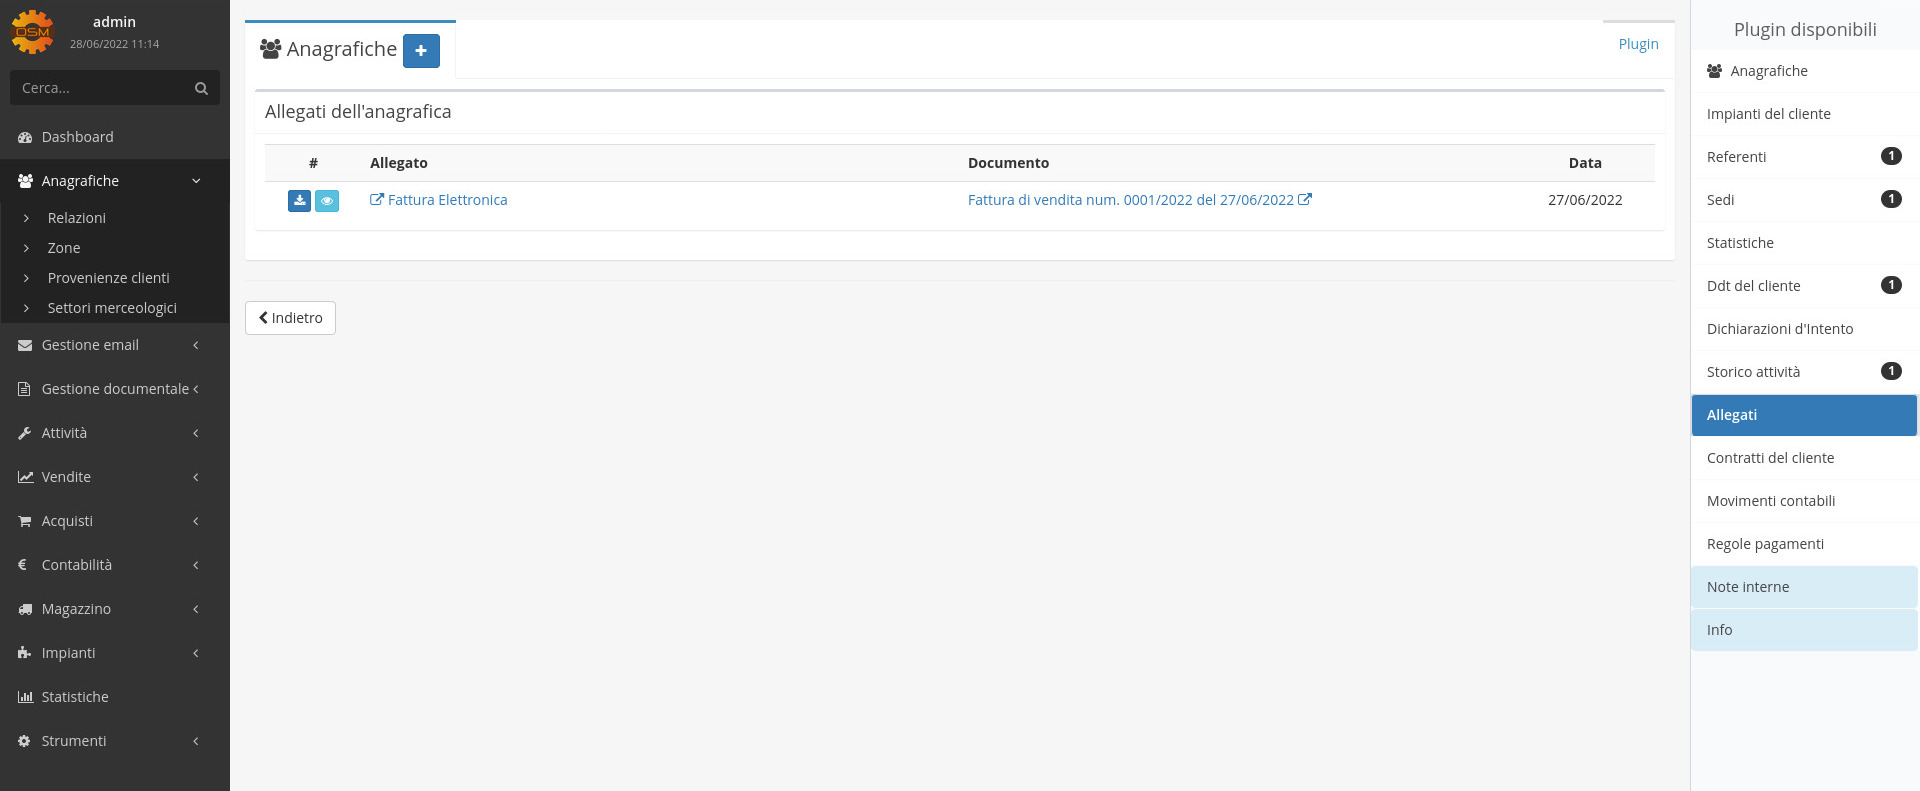 OSM
admin
28/06/2022 11:14
Cerca...
Dashboard
Anagrafiche
Relazioni
Zone
Provenienze clienti
Settori merceologici
Gestione email
Gestione documentale
Attività
Vendite
Acquisti
Contabilità
Magazzino
Impianti
Statistiche
Strumenti
Anagrafiche
Plugin
Allegati dell'anagrafica
# Allegato Documento Data
Fattura Elettronica Fattura di vendita num. 0001/2022 del 27/06/2022 27/06/2022
Indietro
Plugin disponibili
Anagrafiche
Impianti del cliente
Referenti 1
Sedi 1
Statistiche
Ddt del cliente 1
Dichiarazioni d'Intento
Storico attività 1
Allegati
Contratti del cliente
Movimenti contabili
Regole pagamenti
Note interne
Info